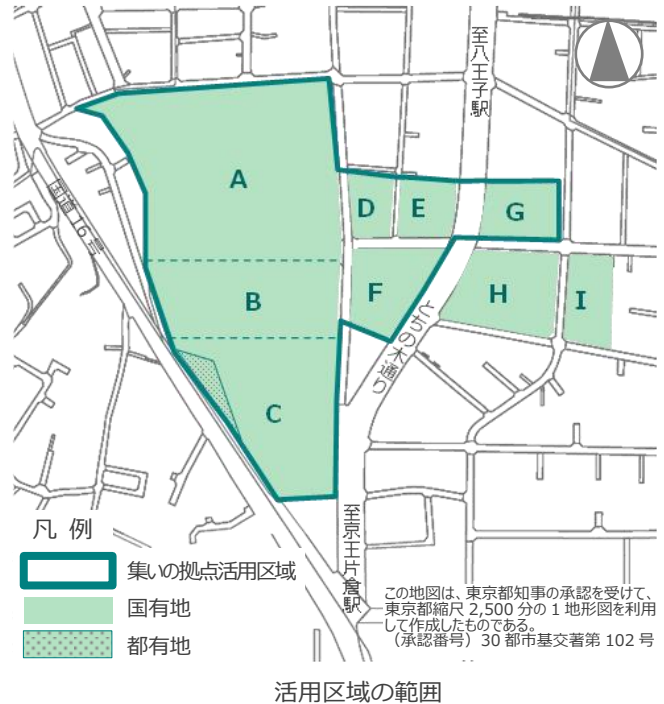 至八王子駅
A
D
E
G
国道16号
B
F
H
I
とちの木通り
C
至京王片倉駅
凡 例
集いの拠点活用区域
国有地
都有地
この地図は、東京都知事の承認を受けて、
東京都縮尺 2,500 分の 1 地形図を利用
して作成したものである。
（承認番号）30 都市基交著第 102 号
活用区域の範囲